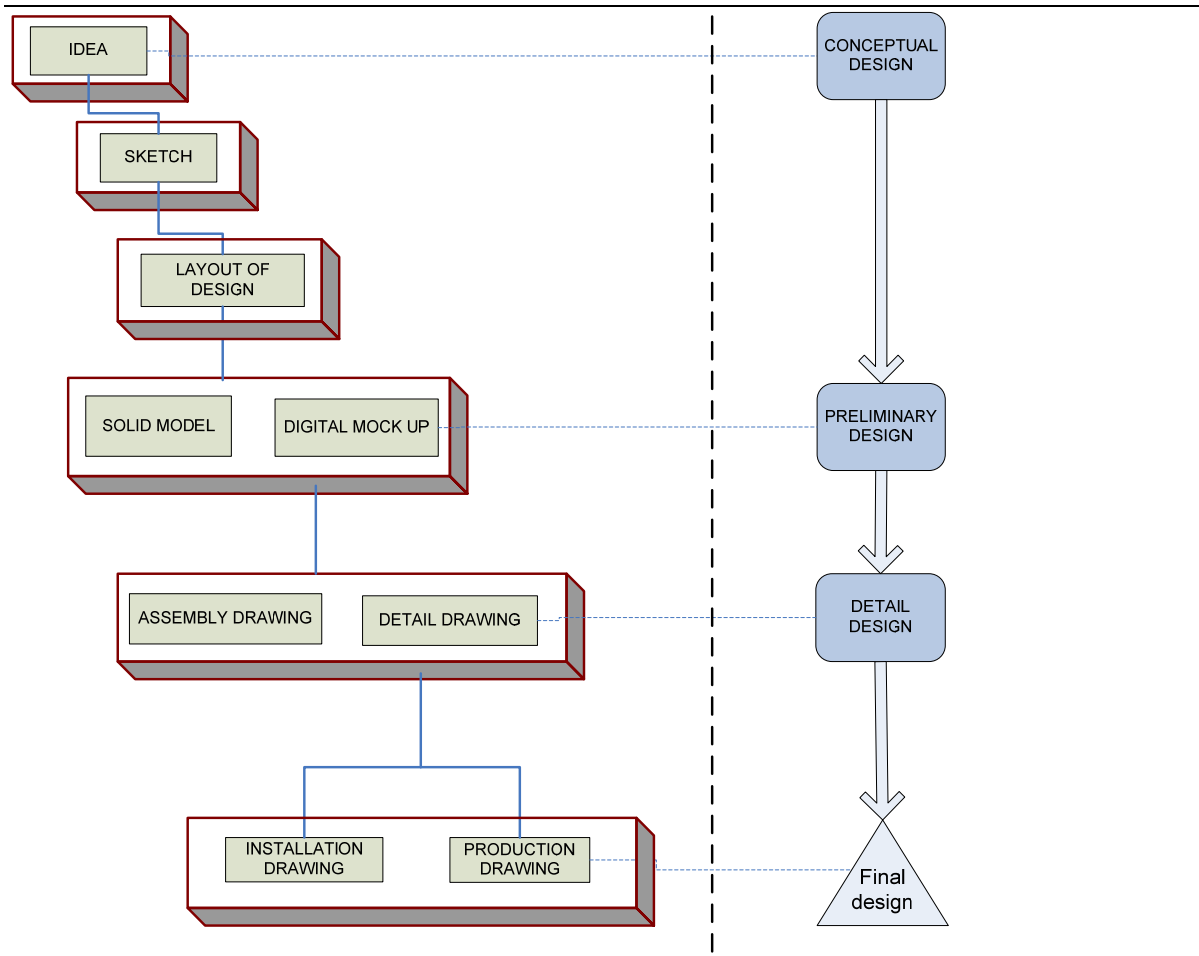 IDEA
CONCEPTUAL
DESIGN
SKETCH
LAYOUT OF
DESIGN
SOLID MODEL
DIGITAL MOCK UP
PRELIMINARY
DESIGN
ASSEMBLY DRAWING
DETAIL DRAWING
DETAIL
DESIGN
INSTALLATION
DRAWING
PRODUCTION
DRAWING
Final
design